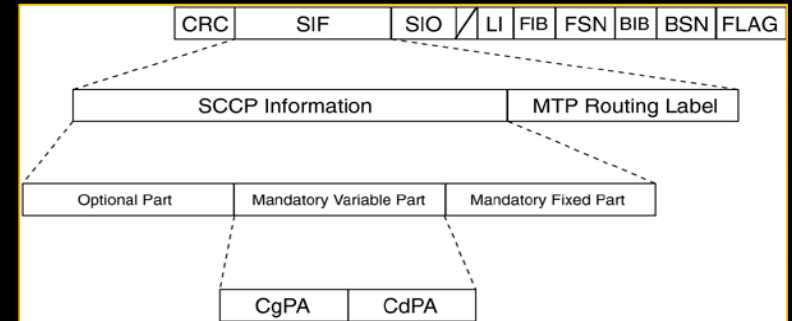 CRC SIF SIO LI FIB FSN BIB BSN FLAG
SCCP Information MTP Routing Label
Optional Part Mandatory Variable Part Mandatory Fixed Part
CgPA CdPA